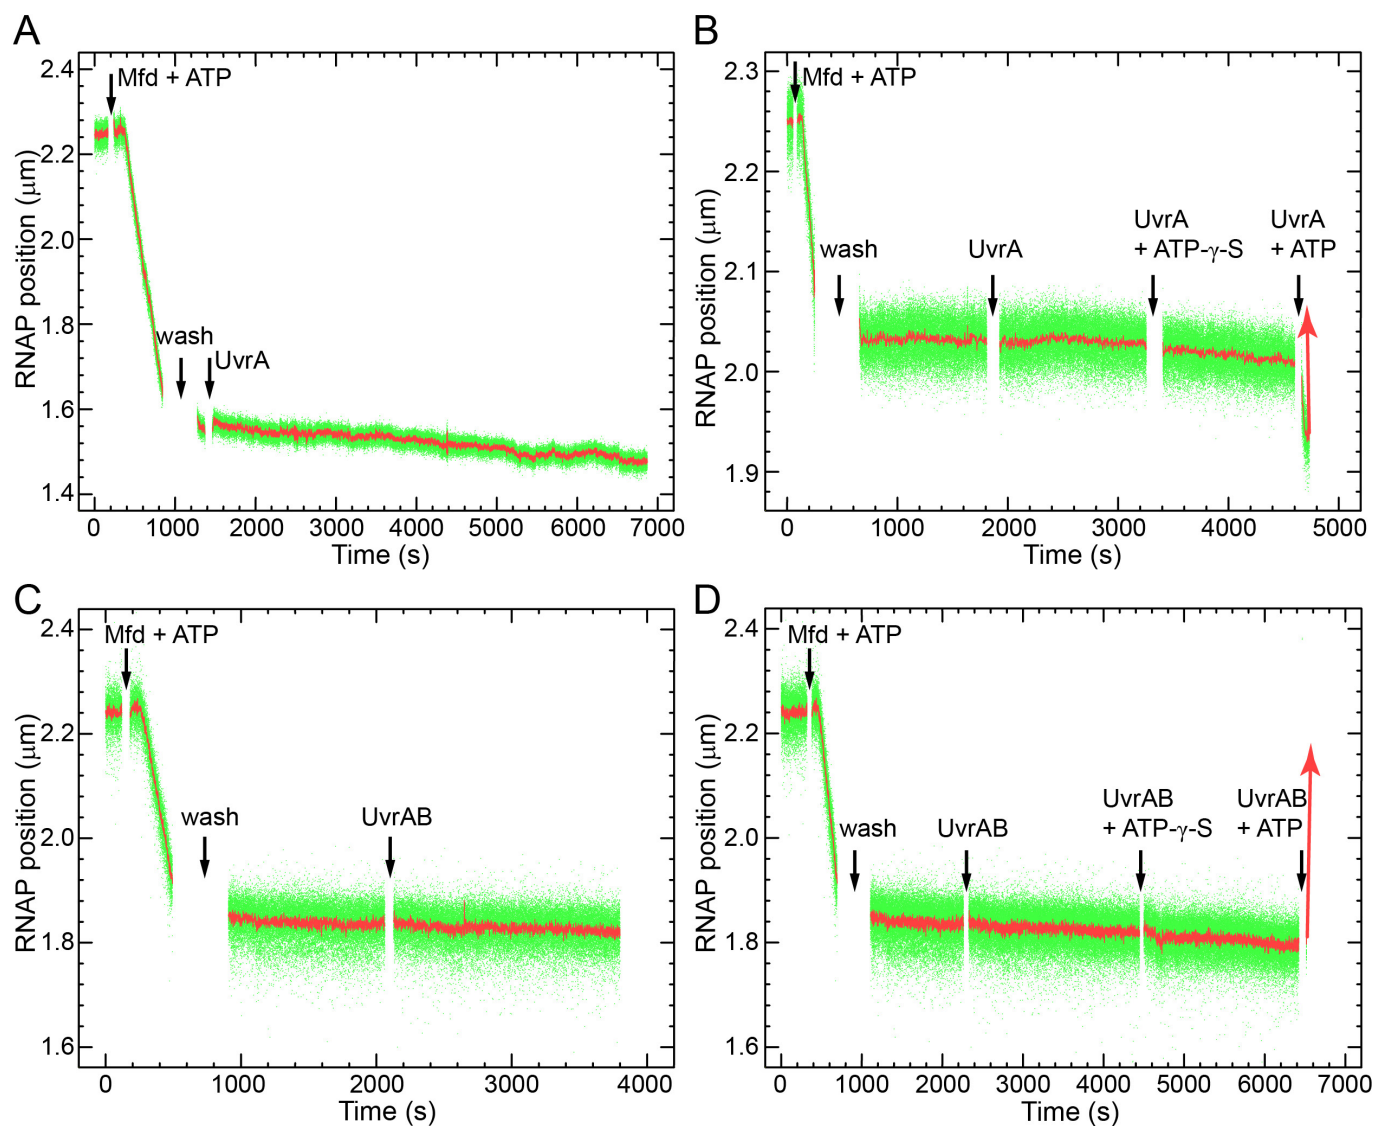 A
Mfd + ATP
wash
UvrA
RNAP position (μm)
2.4
2.2
2.0
1.8
1.6
1.4
0 1000 2000 3000 4000 5000 6000 7000
Time (s)
B
Mfd + ATP
wash
UvrA
UvrA
+ ATP-γ-S
UvrA
+ ATP
RNAP position (μm)
2.3
2.2
2.1
2.0
1.9
0 1000 2000 3000 4000 5000
Time (s)
C
Mfd + ATP
wash
UvrAB
RNAP position (μm)
2.4
2.2
2.0
1.8
1.6
0 1000 2000 3000 4000
Time (s)
D
Mfd + ATP
wash
UvrAB
UvrAB
+ ATP-γ-S
UvrAB
+ ATP
RNAP position (μm)
2.4
2.2
2.0
1.8
1.6
0 1000 2000 3000 4000 5000 6000 7000
Time (s)